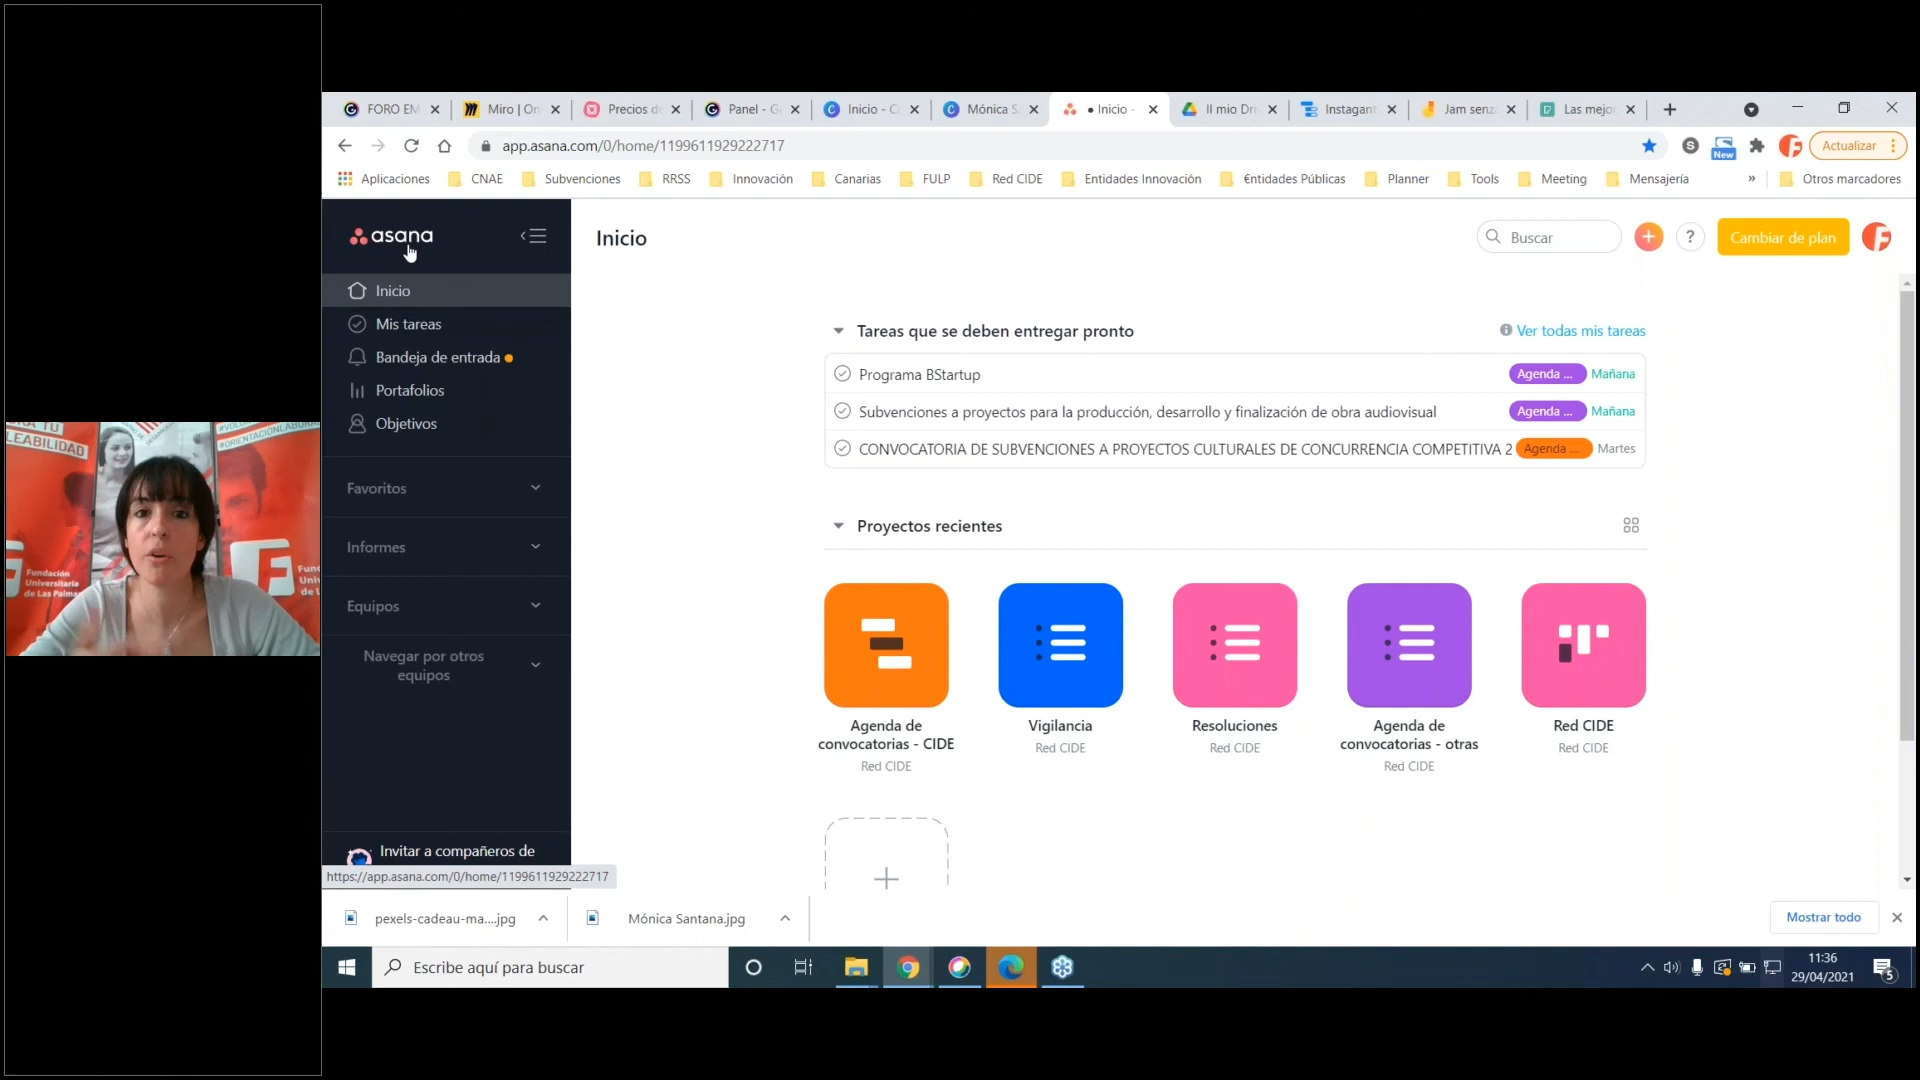 FORO EM
Miro | On
Precios de
Panel - G
Inicio - C
Mónica S
• Inicio -
Il mio Dri
Instagant
Jam senz
Las mejo
app.asana.com/0/home/1199611929222717
New
Actualizar
Aplicaciones
CNAE
Subvenciones
RRSS
Innovación
Canarias
FULP
Red CIDE
Entidades Innovación
€ntidades Públicas
Planner
Tools
Meeting
Mensajería
»
Otros marcadores
asana
Inicio
Buscar
?
Cambiar de plan
Inicio
Mis tareas
Bandeja de entrada
Portafolios
Objetivos
Favoritos
Informes
Equipos
Navegar por otros
equipos
Invitar a compañeros de
https://app.asana.com/0/home/1199611929222717
Tareas que se deben entregar pronto
Ver todas mis tareas
Programa BStartup
Agenda ...
Mañana
Subvenciones a proyectos para la producción, desarrollo y finalización de obra audiovisual
Agenda ...
Mañana
CONVOCATORIA DE SUBVENCIONES A PROYECTOS CULTURALES DE CONCURRENCIA COMPETITIVA 2
Agenda ...
Martes
Proyectos recientes
Agenda de
convocatorias - CIDE
Red CIDE
Vigilancia
Red CIDE
Resoluciones
Red CIDE
Agenda de
convocatorias - otras
Red CIDE
Red CIDE
Red CIDE
LEABILIDAD
Fundación
Universitaria
de Las Palmas
pexels-cadeau-ma....jpg
Mónica Santana.jpg
Mostrar todo
Escribe aquí para buscar
11:36
29/04/2021
5